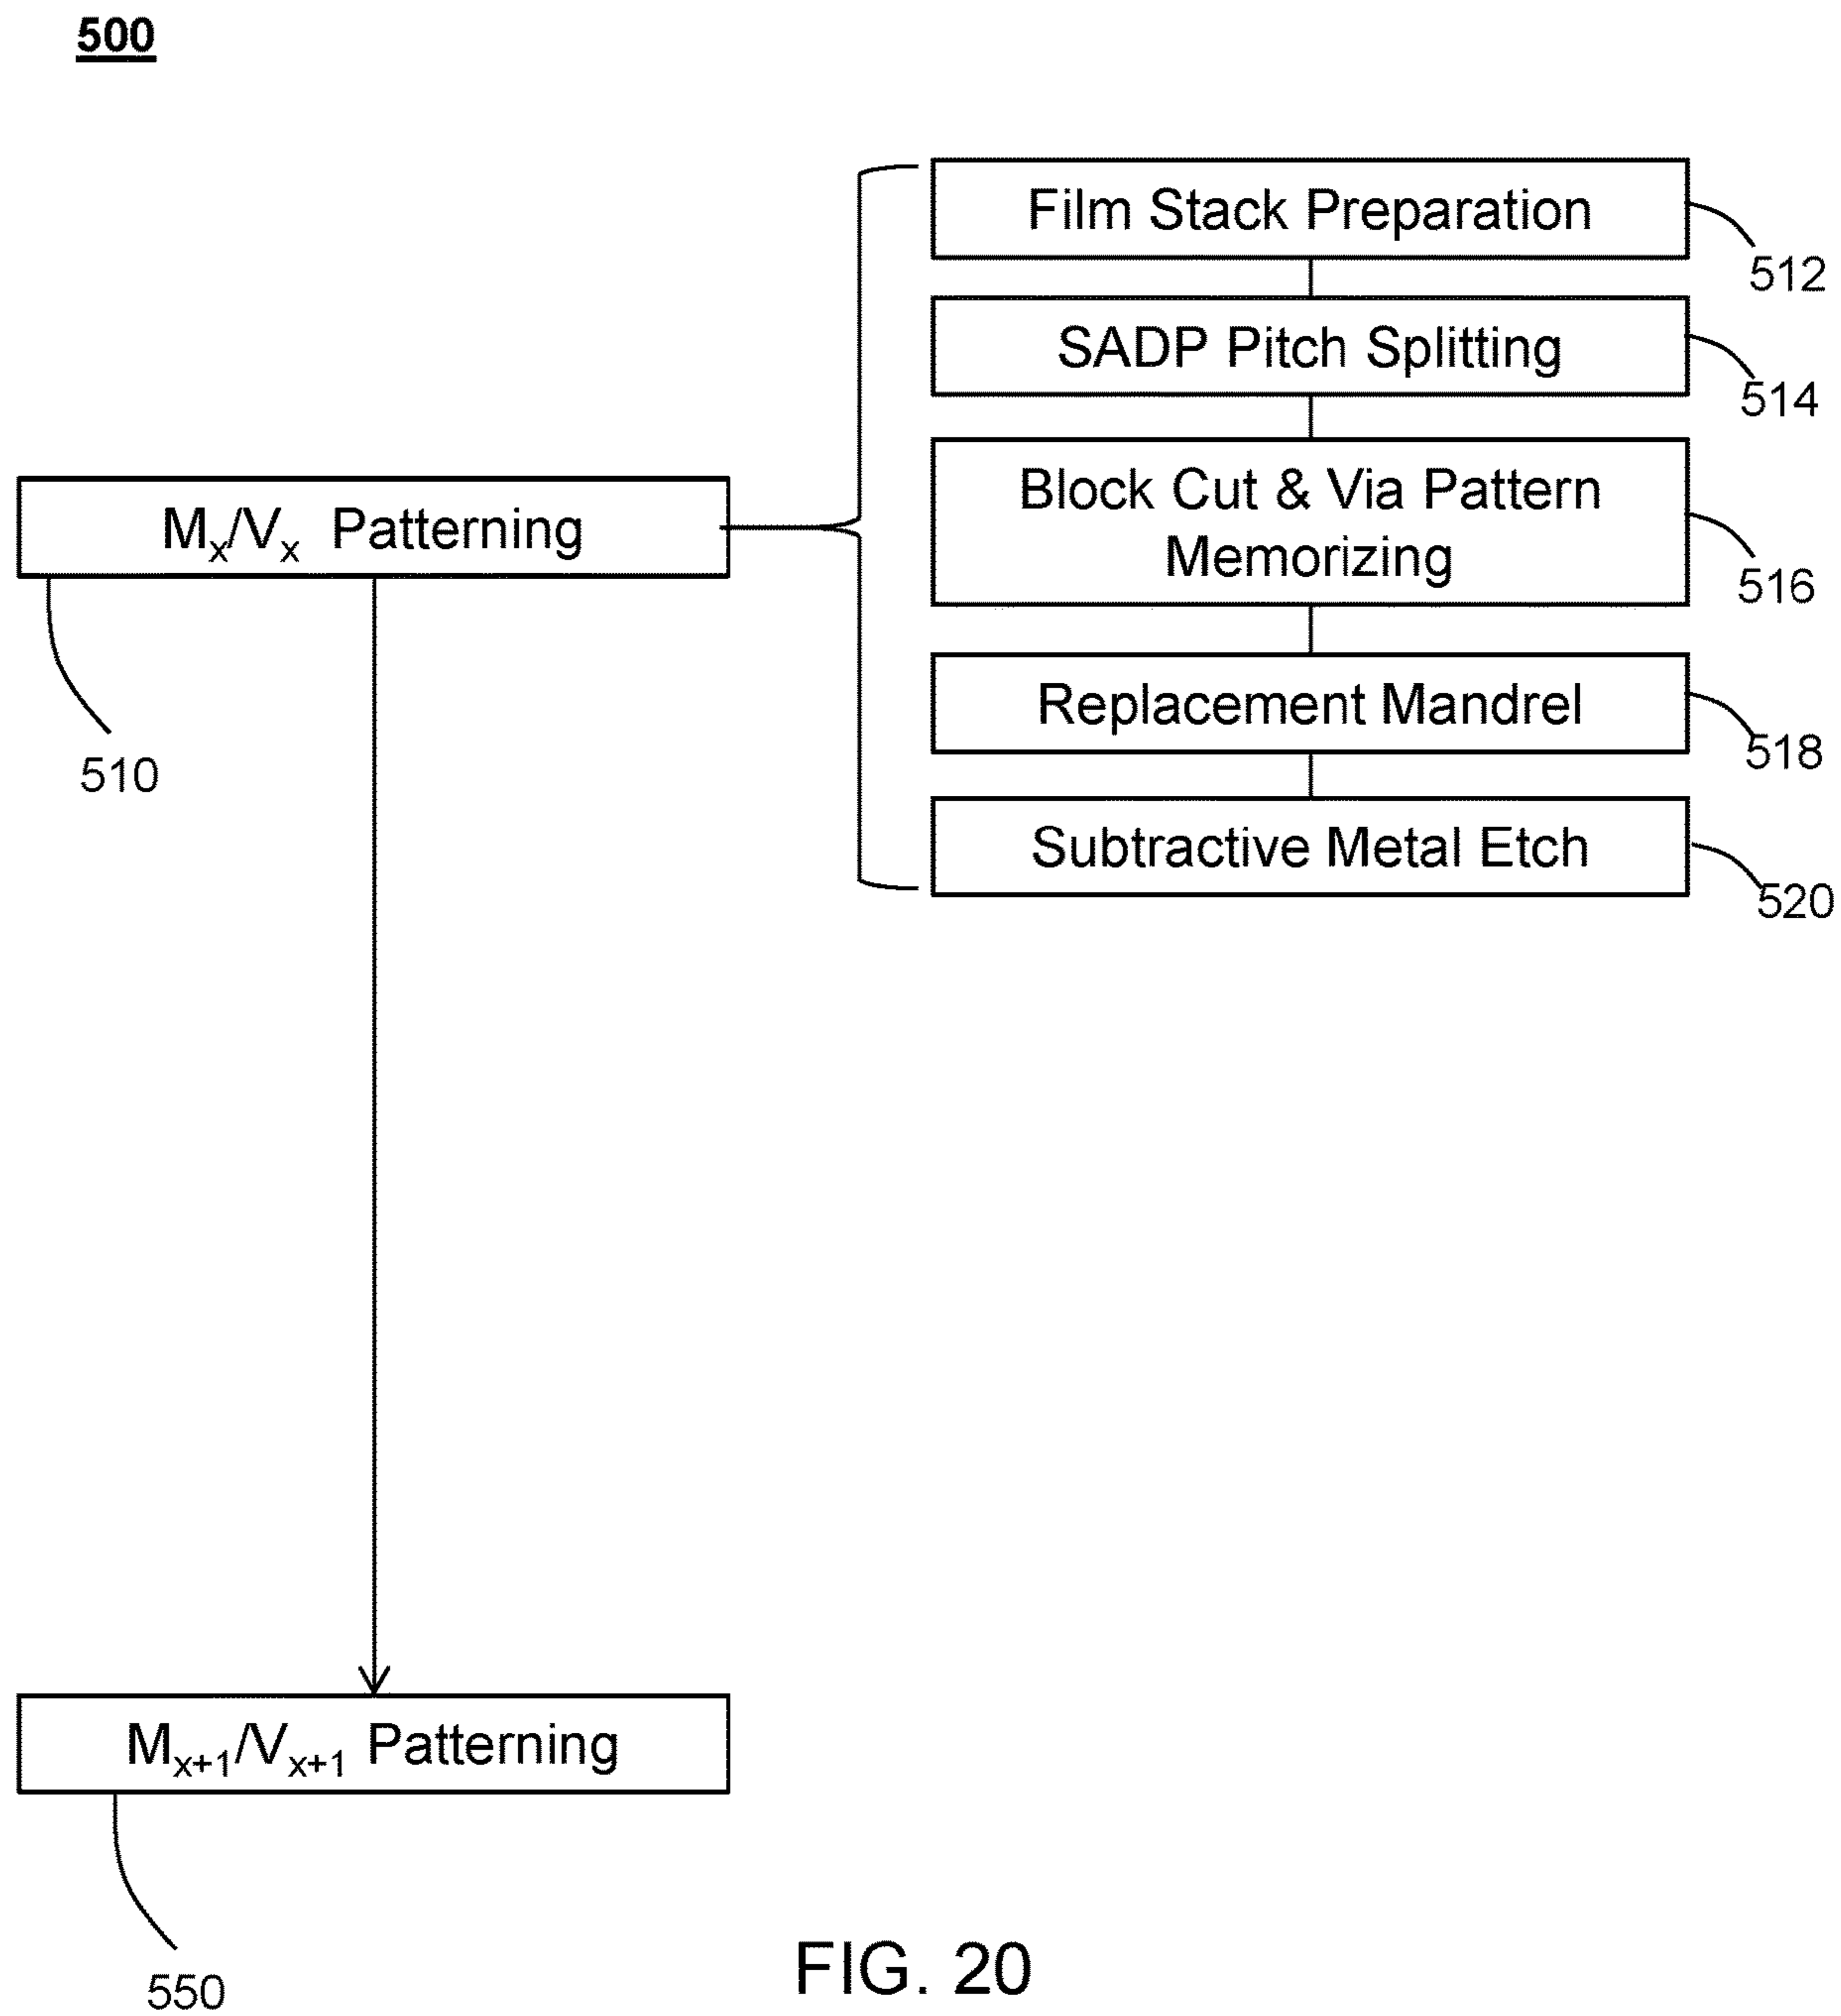 500
Film Stack Preparation
512
SADP Pitch Splitting
514
Block Cut & Via Pattern
Memorizing
516
Mx/Vx Patterning
510
Replacement Mandrel
518
Subtractive Metal Etch
520
Mx+1/Vx+1 Patterning
550
FIG. 20